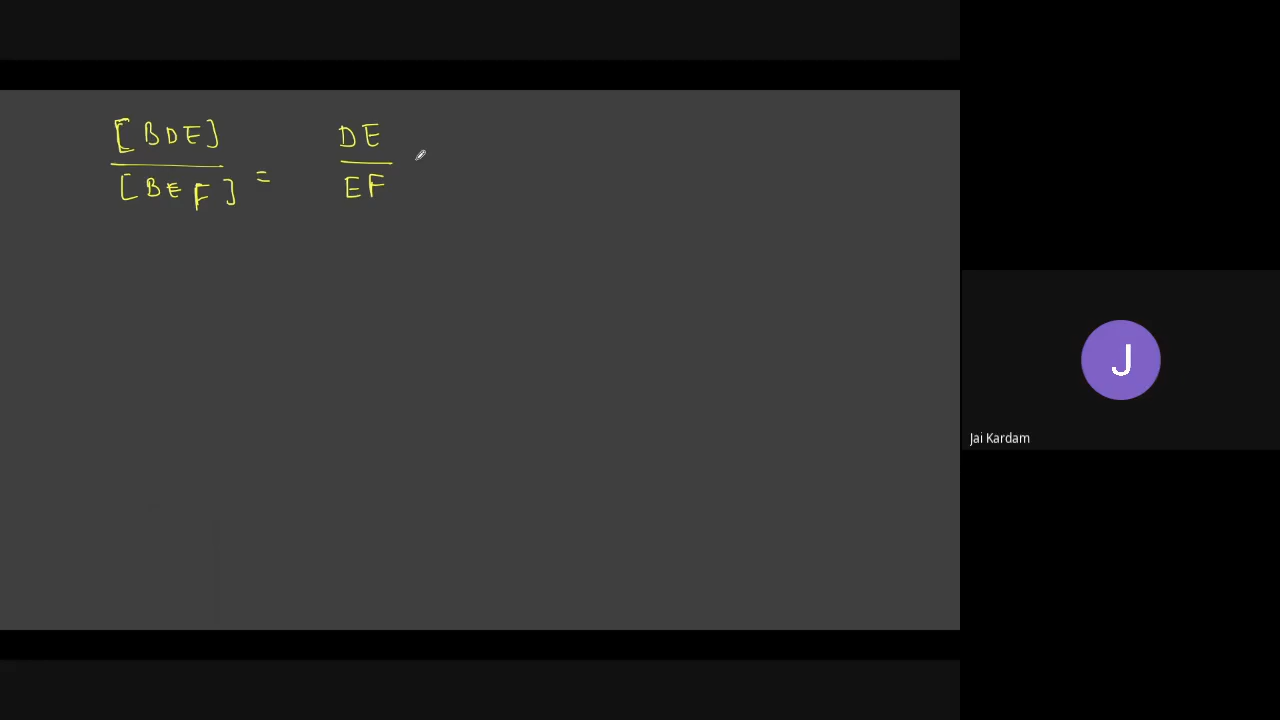 [BDE] / [BEF] = DE / EF
J
Jai Kardam